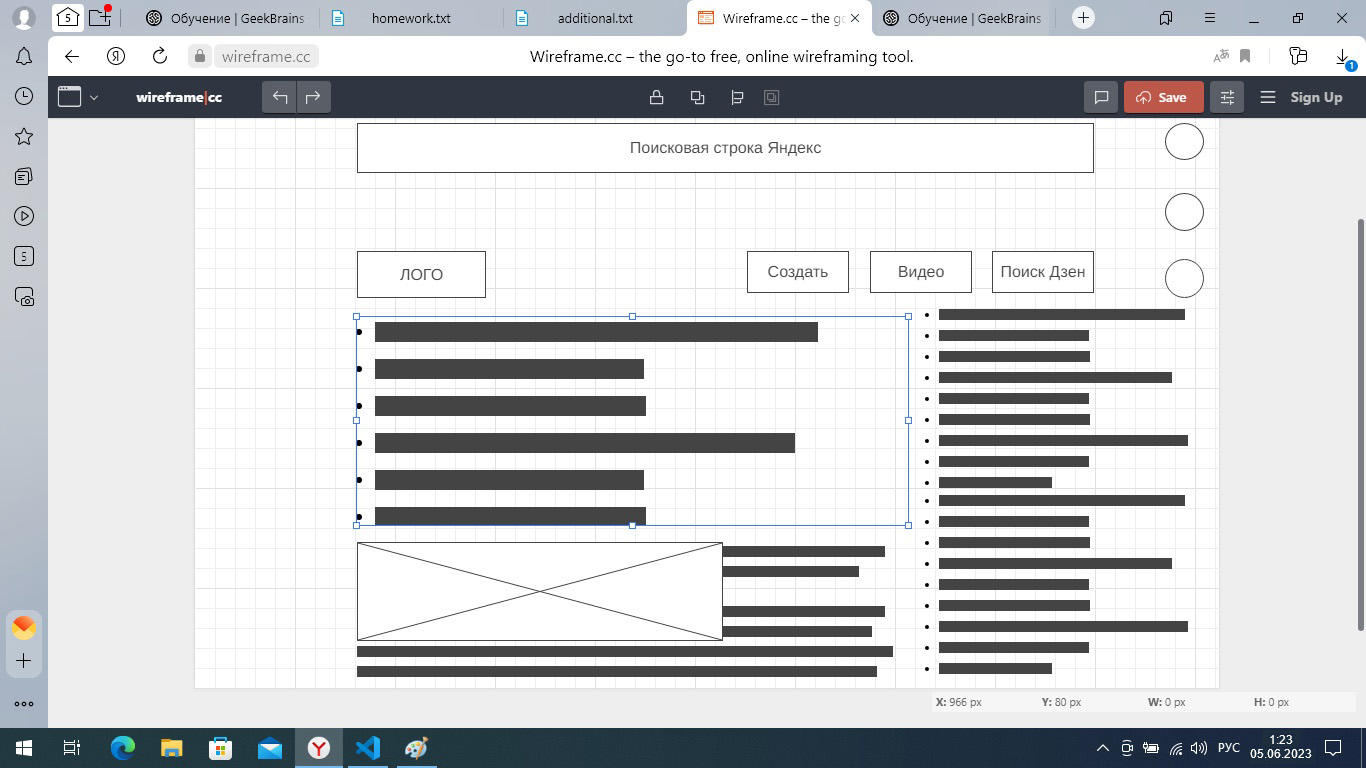 Обучение | GeekBrains
homework.txt
additional.txt
Wireframe.cc – the go
Обучение | GeekBrains
wireframe.cc
Wireframe.cc – the go-to free, online wireframing tool.
1
wireframe|cc
Save
Sign Up
5
Поисковая строка Яндекс
ЛОГО
Создать
Видео
Поиск Дзен
X: 966 px
Y: 80 px
W: 0 px
H: 0 px
РУС
1:23
05.06.2023